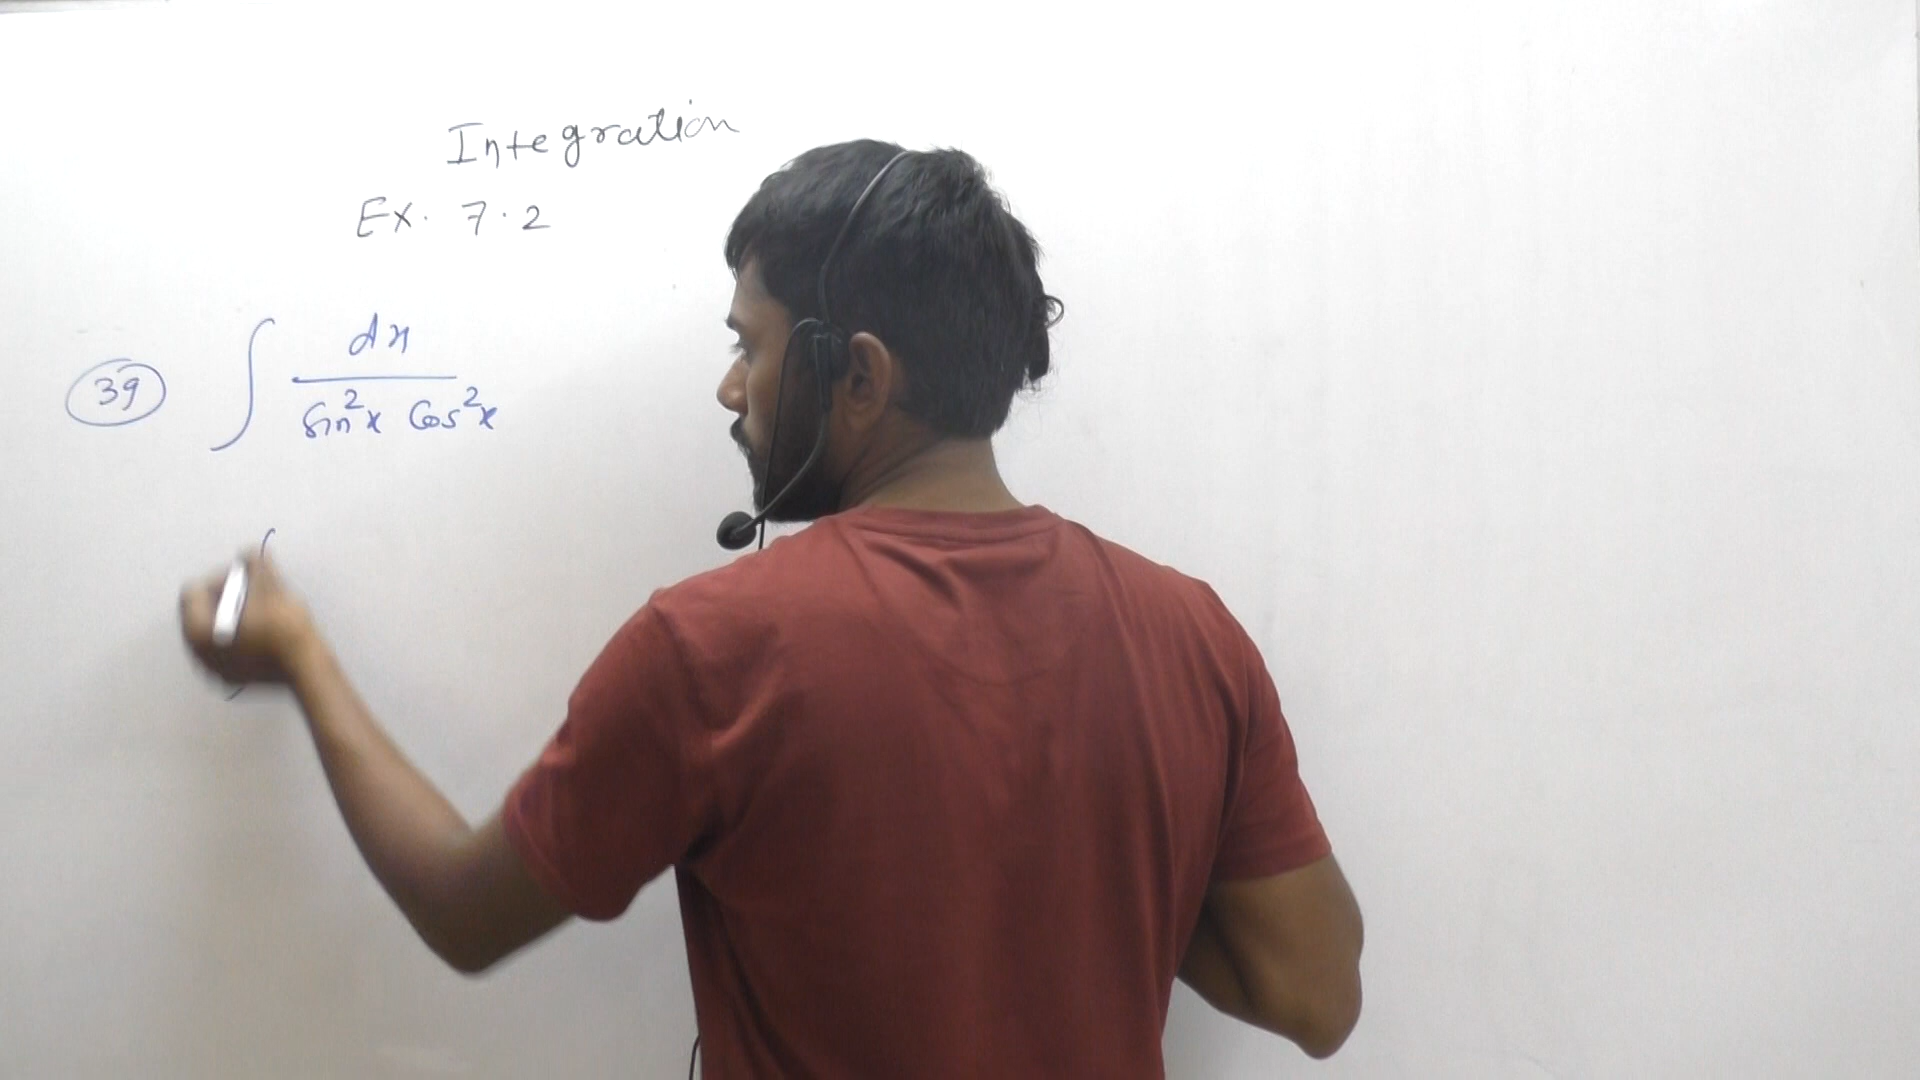 Integration
Ex. 7.2
39 ∫ dx / sin²x Cos²x
∫